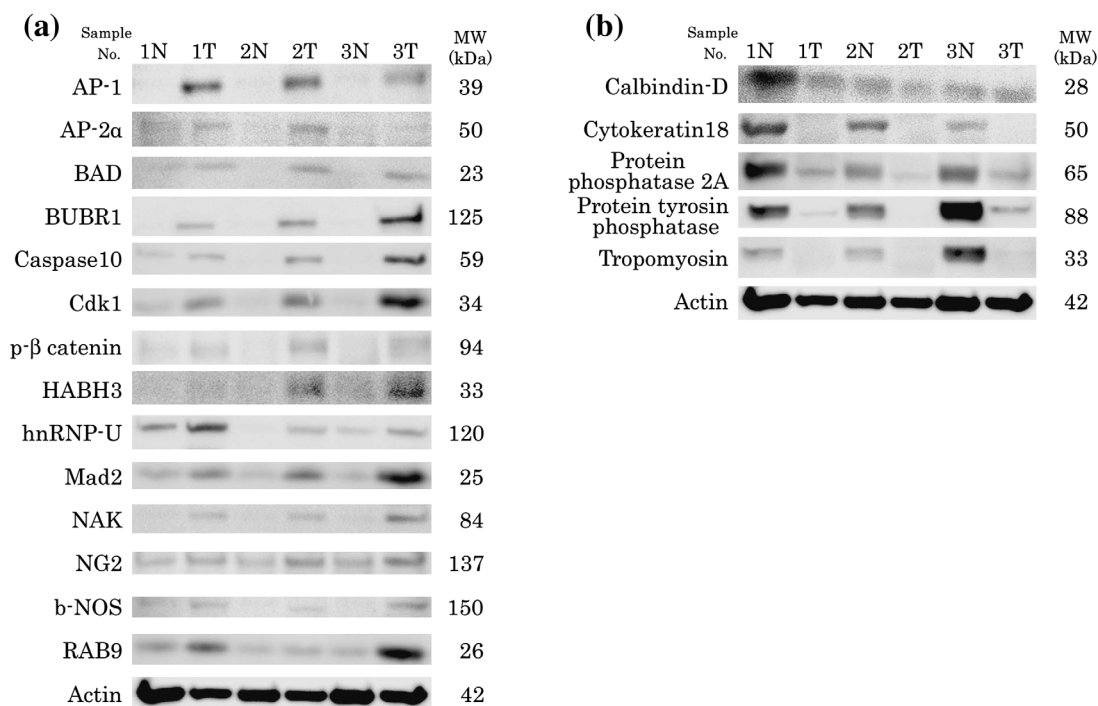 (a)
Sample No. 1N 1T 2N 2T 3N 3T MW (kDa)
AP-1 39
AP-2α 50
BAD 23
BUBR1 125
Caspase10 59
Cdk1 34
p-β catenin 94
HABH3 33
hnRNP-U 120
Mad2 25
NAK 84
NG2 137
b-NOS 150
RAB9 26
Actin 42
(b)
Sample No. 1N 1T 2N 2T 3N 3T MW (kDa)
Calbindin-D 28
Cytokeratin18 50
Protein
phosphatase 2A 65
Protein tyrosin
phosphatase 88
Tropomyosin 33
Actin 42